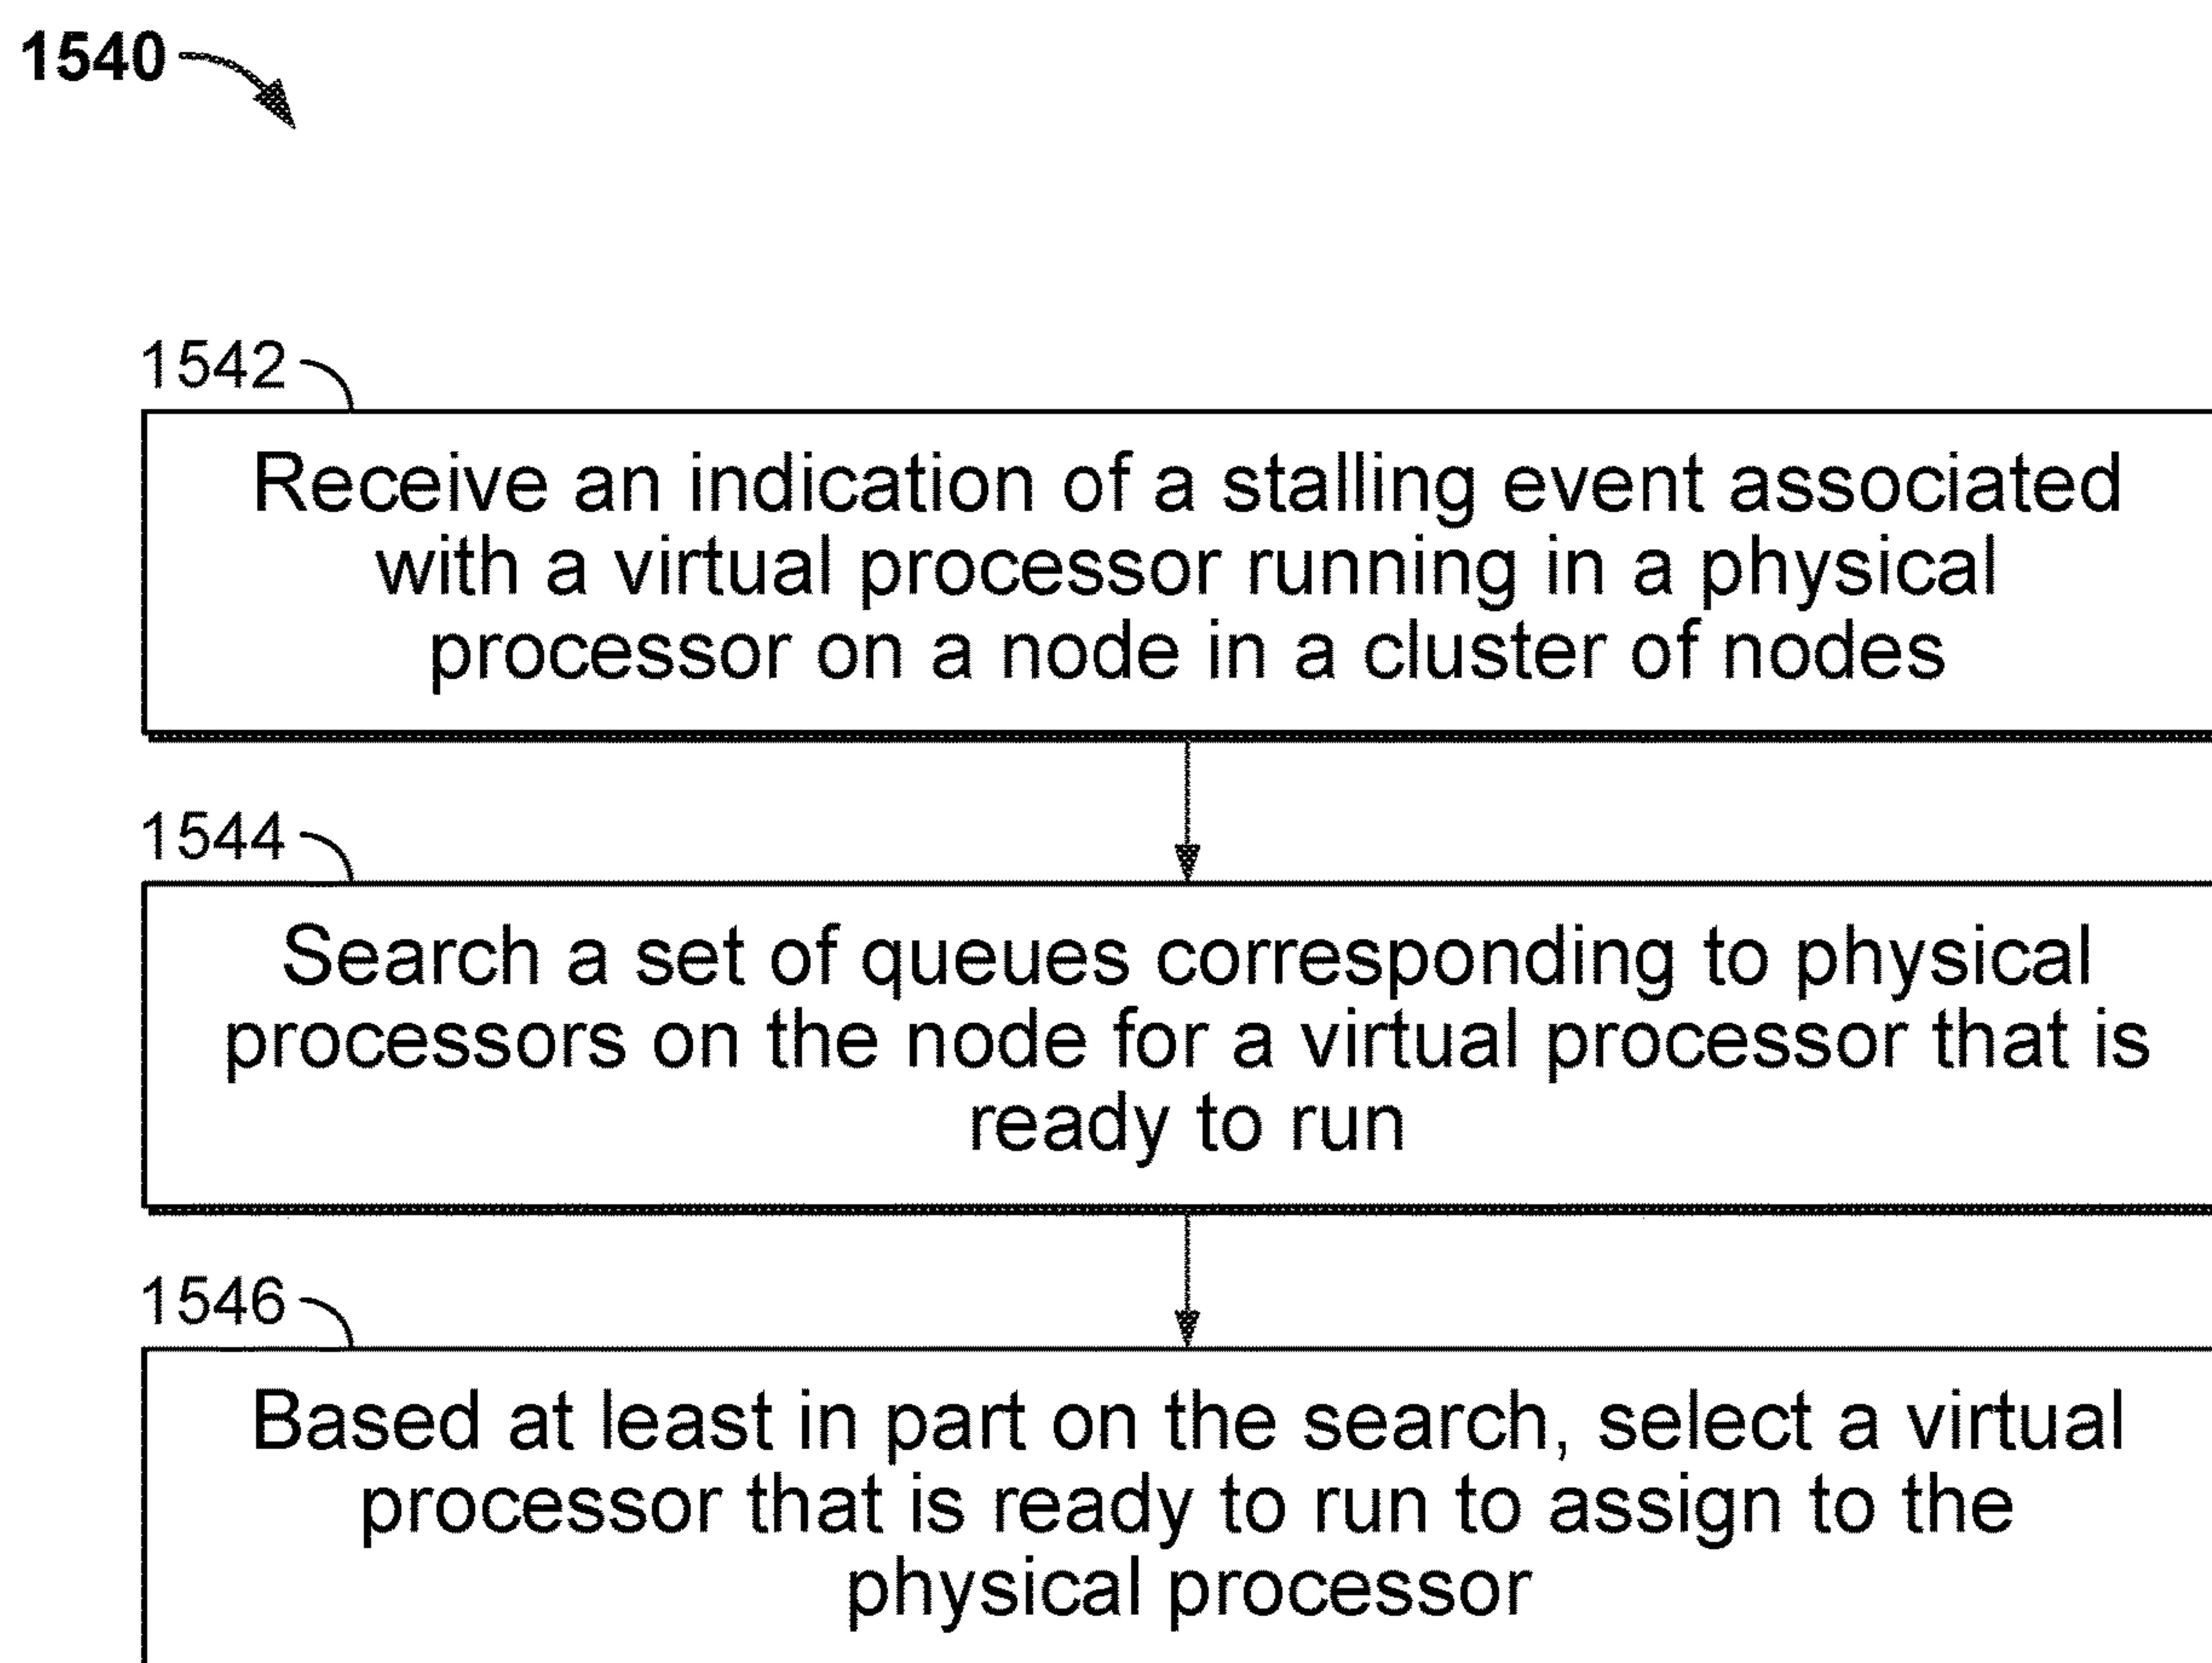 1540
1542
Receive an indication of a stalling event associated
with a virtual processor running in a physical
processor on a node in a cluster of nodes
1544
Search a set of queues corresponding to physical
processors on the node for a virtual processor that is
ready to run
1546
Based at least in part on the search, select a virtual
processor that is ready to run to assign to the
physical processor